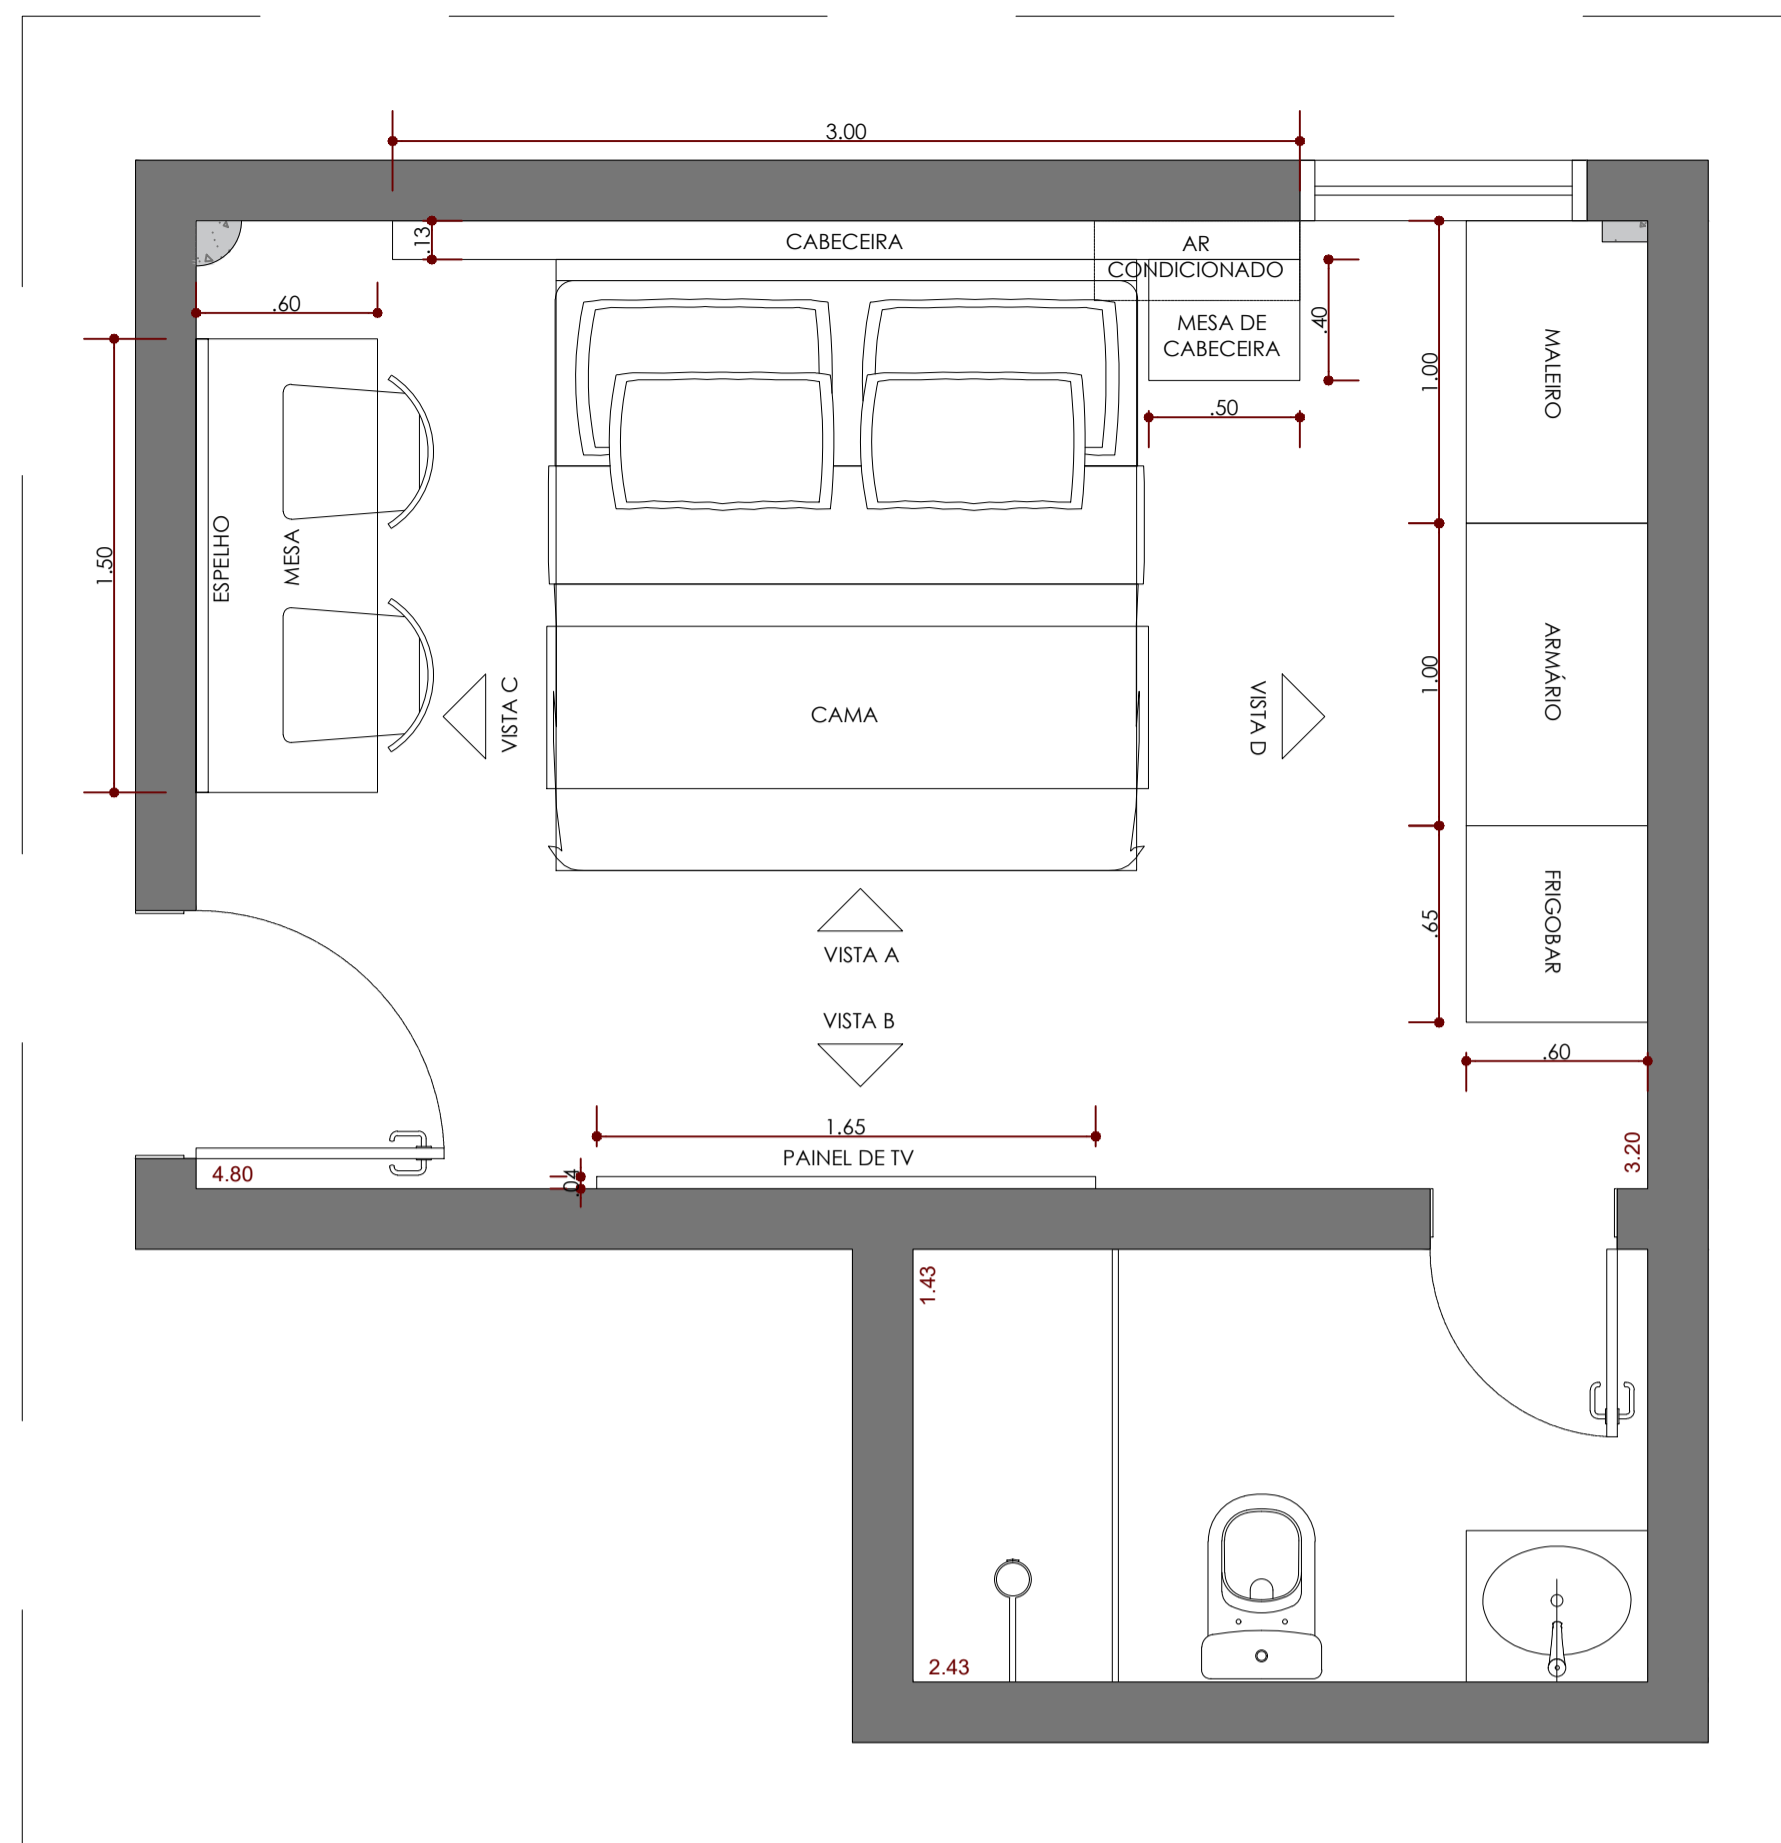 3.00
.13
CABECEIRA
AR
CONDICIONADO
.60
MESA DE
CABECEIRA
.40
.50
1.00
MALEIRO
1.50
ESPELHO
MESA
VISTA C
CAMA
VISTA D
1.00
ARMÁRIO
.65
FRIGOBAR
VISTA A
VISTA B
.60
1.65
PAINEL DE TV
.04
4.80
3.20
1.43
2.43